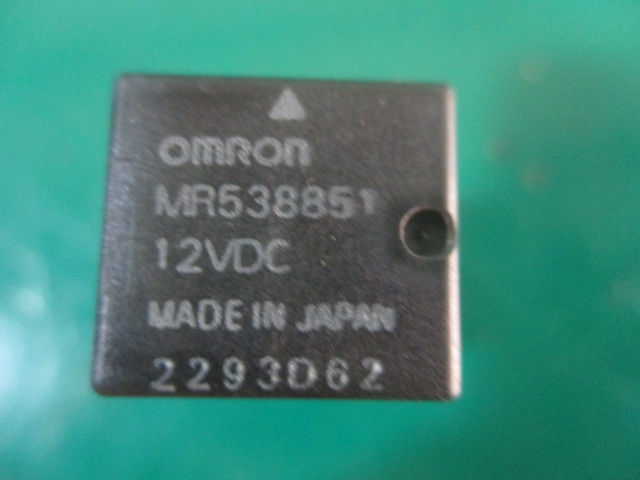 OMRON
MR538851
12VDC
MADE IN JAPAN
2293D62